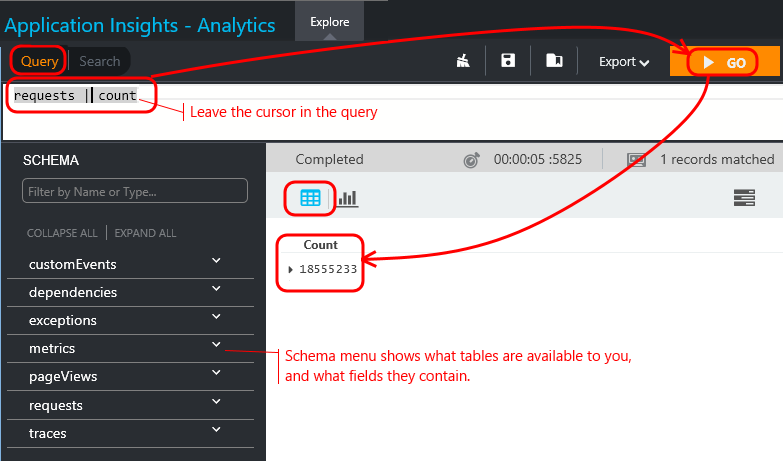 Application Insights - Analytics
Explore
Query
Search
Export
GO
requests | count
Leave the cursor in the query
SCHEMA
Completed
00:00:05 :5825
1 records matched
Filter by Name or Type...
COLLAPSE ALL | EXPAND ALL
Count
18555233
customEvents
dependencies
exceptions
metrics
Schema menu shows what tables are available to you,
and what fields they contain.
pageViews
requests
traces